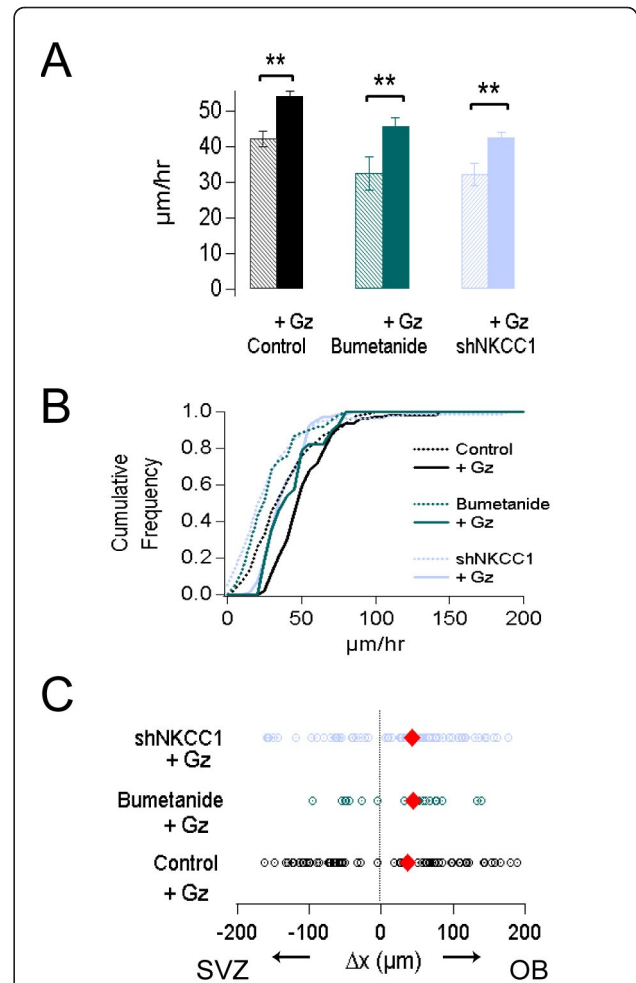 A
** ** **
µm/hr
50
40
30
20
10
0
+ Gz + Gz + Gz
Control Bumetanide shNKCC1
B
Cumulative
Frequency
1.0
0.8
0.6
0.4
0.2
0.0
0 50 100 150 200
µm/hr
Control
+ Gz
Bumetanide
+ Gz
shNKCC1
+ Gz
C
shNKCC1
+ Gz
Bumetanide
+ Gz
Control
+ Gz
-200 -100 0 100 200
SVZ Δx (µm) OB